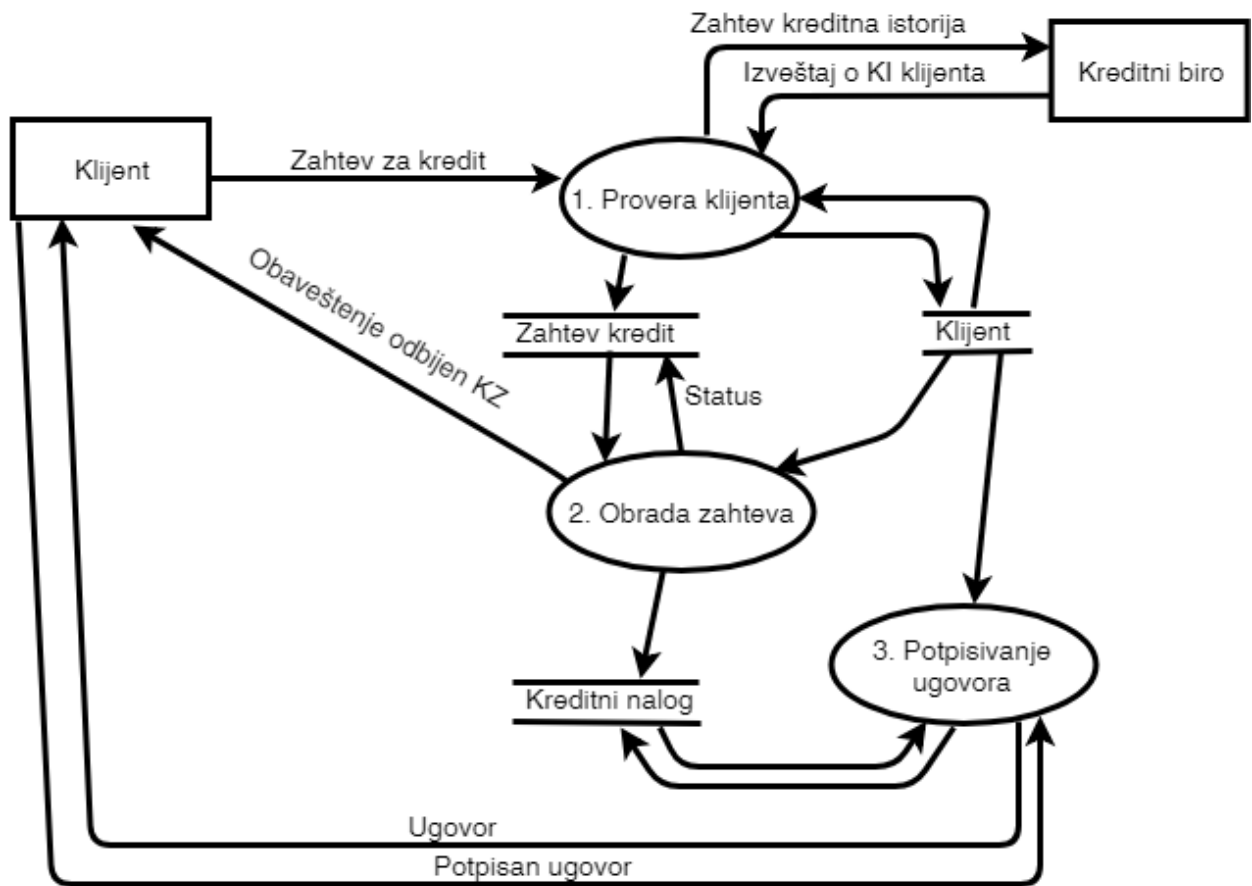 Zahtev kreditna istorija
Izveštaj o KI klijenta
Kreditni biro
Klijent
Zahtev za kredit
1. Provera klijenta
Obaveštenje odbijen KZ
Zahtev kredit
Klijent
Status
2. Obrada zahteva
3. Potpisivanje
ugovora
Kreditni nalog
Ugovor
Potpisan ugovor